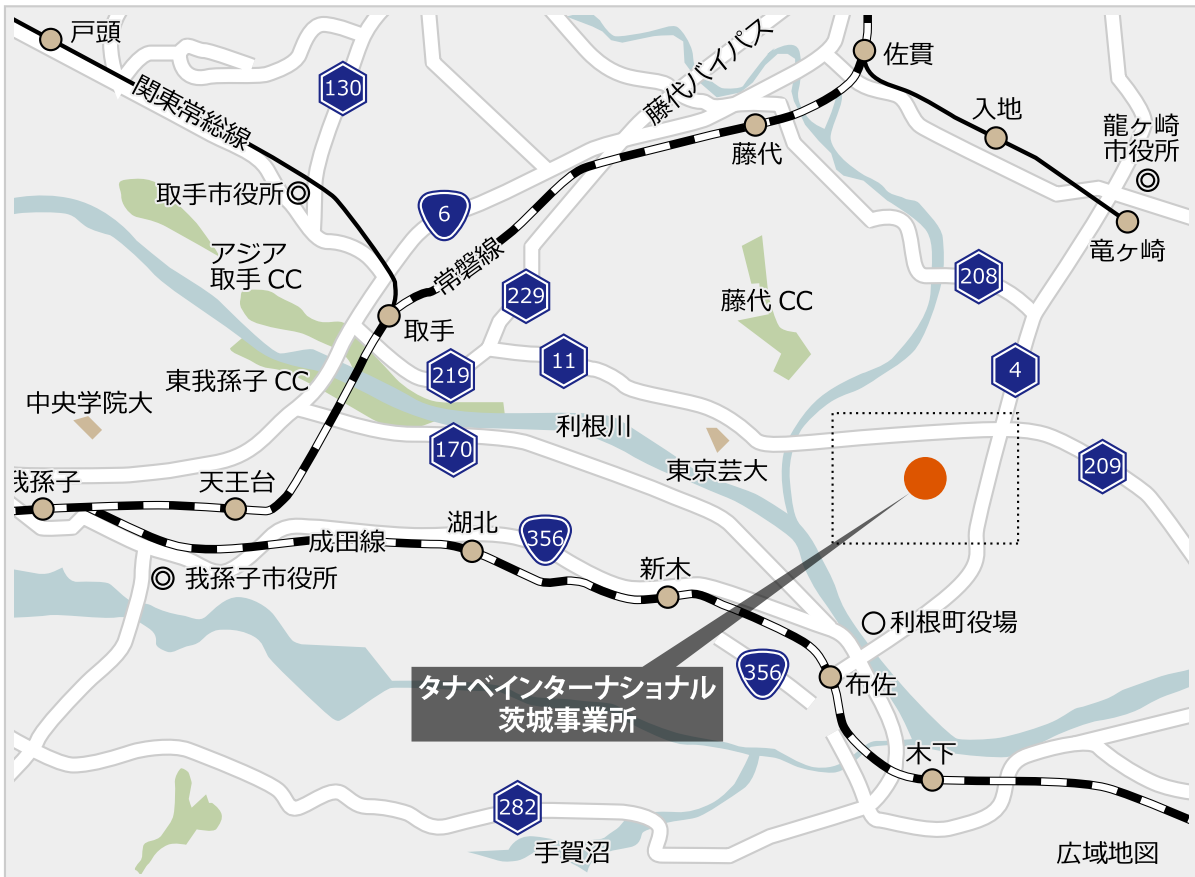 戸頭
佐貫
藤代バイパス
130
関東常総線
入地
龍ヶ崎
市役所
藤代
取手市役所
6
竜ヶ崎
アジア
取手 CC
常磐線
208
229
藤代 CC
取手
11
4
219
東我孫子 CC
中央学院大
利根川
170
東京芸大
209
我孫子
天王台
湖北
356
成田線
新木
我孫子市役所
利根町役場
356
布佐
タナベインターナショナル
茨城事業所
木下
282
手賀沼
広域地図